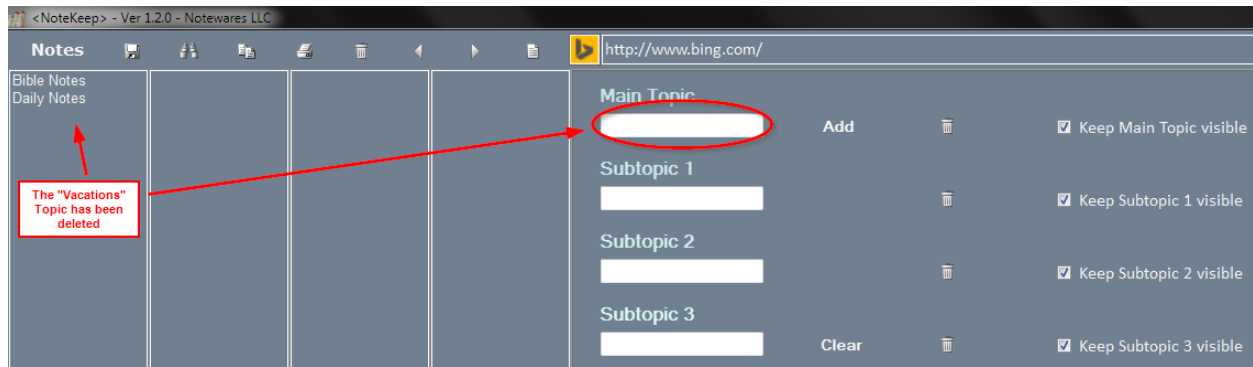 <NoteKeep> - Ver 1.2.0 - Notewares LLC
Notes
http://www.bing.com/
Bible Notes
Daily Notes
The "Vacations"
Topic has been
deleted
Main Topic
Add
Keep Main Topic visible
Subtopic 1
Keep Subtopic 1 visible
Subtopic 2
Keep Subtopic 2 visible
Subtopic 3
Clear
Keep Subtopic 3 visible